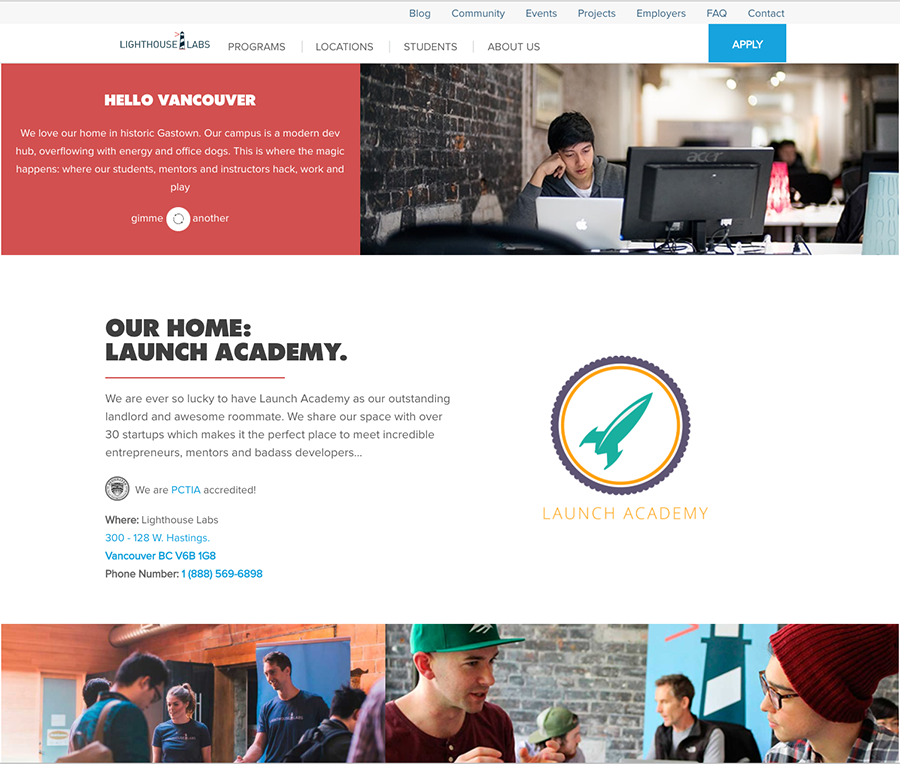 Blog Community Events Projects Employers FAQ Contact
LIGHTHOUSE LABS PROGRAMS LOCATIONS STUDENTS ABOUT US APPLY
HELLO VANCOUVER
We love our home in historic Gastown. Our campus is a modern dev
hub, overflowing with energy and office dogs. This is where the magic
happens: where our students, mentors and instructors hack, work and
play
gimme another
acer
OUR HOME:
LAUNCH ACADEMY.
We are ever so lucky to have Launch Academy as our outstanding
landlord and awesome roommate. We share our space with over
30 startups which makes it the perfect place to meet incredible
entrepreneurs, mentors and badass developers...
We are PCTIA accredited!
Where: Lighthouse Labs
300 - 128 W. Hastings.
Vancouver BC V6B 1G8
Phone Number: 1 (888) 569-6898
LAUNCH ACADEMY